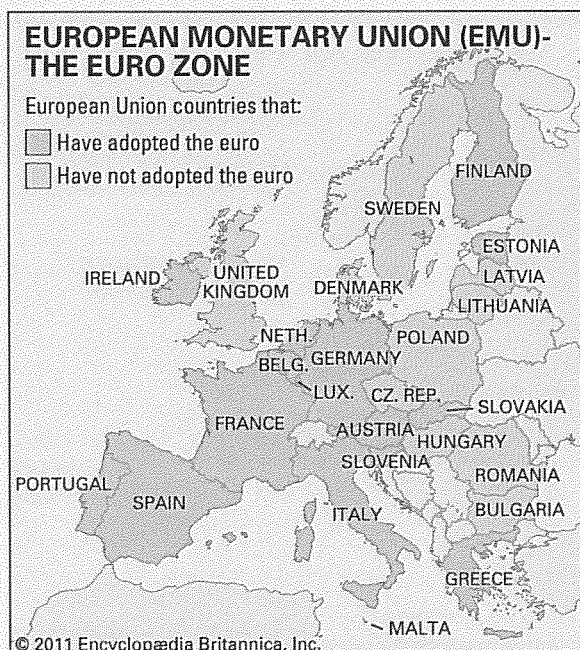 EUROPEAN MONETARY UNION (EMU)-
THE EURO ZONE
European Union countries that:
Have adopted the euro
Have not adopted the euro
FINLAND
SWEDEN
ESTONIA
IRELAND
UNITED
KINGDOM
DENMARK
LATVIA
LITHUANIA
NETH.
POLAND
BELG.
GERMANY
LUX.
CZ. REP.
SLOVAKIA
FRANCE
AUSTRIA
HUNGARY
SLOVENIA
PORTUGAL
SPAIN
ITALY
ROMANIA
BULGARIA
GREECE
MALTA
© 2011 Encyclopædia Britannica, Inc.